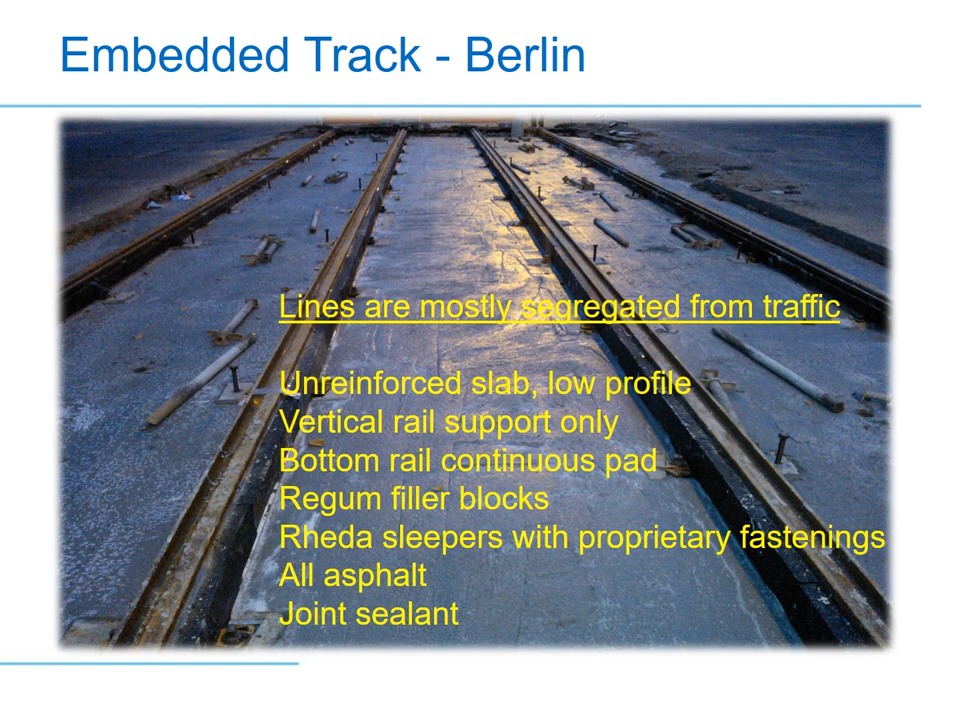 Embedded Track - Berlin
Lines are mostly segregated from traffic
Unreinforced slab, low profile
Vertical rail support only
Bottom rail continuous pad
Regum filler blocks
Rheda sleepers with proprietary fastenings
All asphalt
Joint sealant